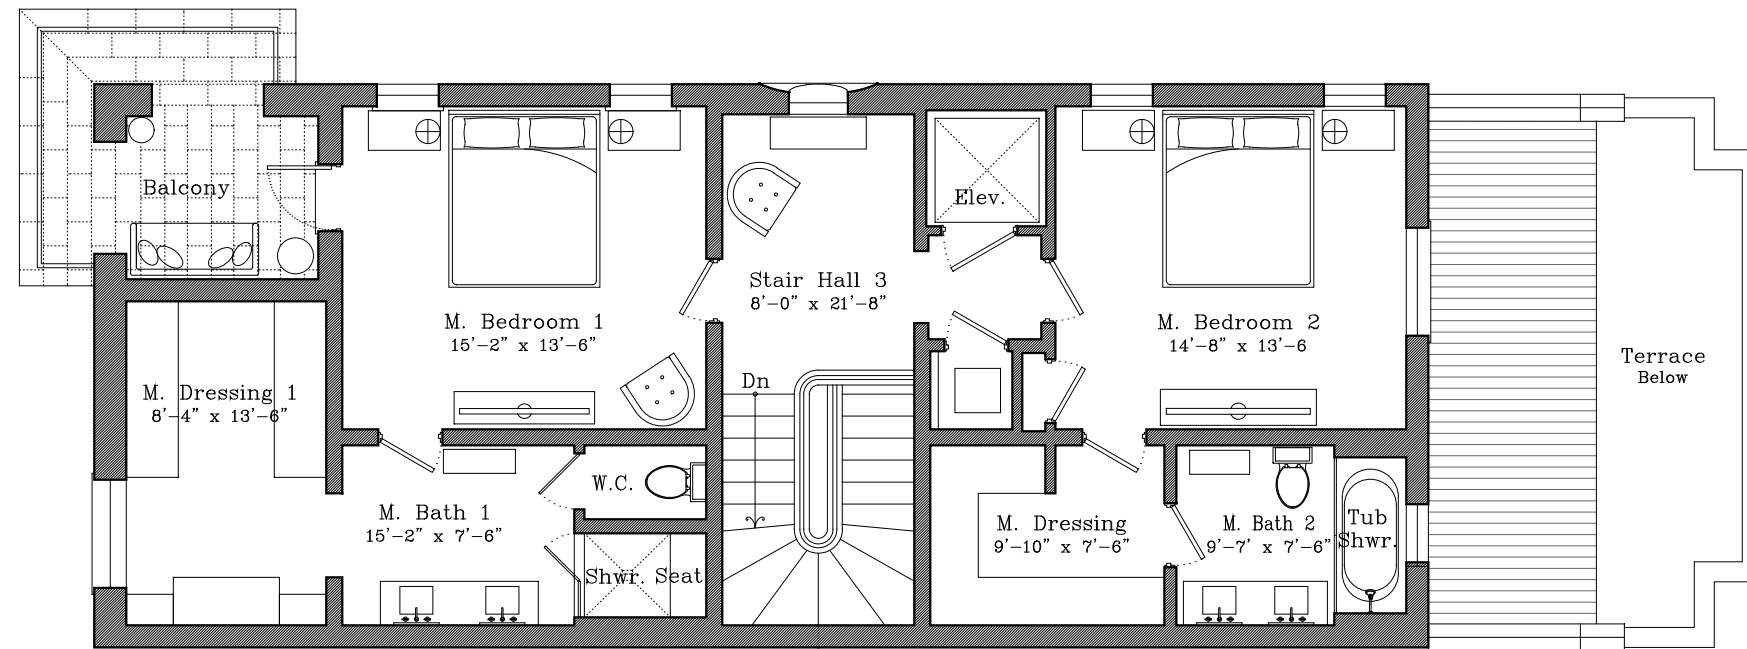 Balcony
Elev.
Stair Hall 3
8'-0" x 21'-8"
M. Bedroom 1
15'-2" x 13'-6"
M. Bedroom 2
14'-8" x 13'-6
Terrace
Below
Dn
M. Dressing 1
8'-4" x 13'-6"
W.C.
M. Bath 1
15'-2" x 7'-6"
M. Dressing
9'-10" x 7'-6"
M. Bath 2
9'-7' x 7'-6"
Tub
Shwr.
Shwr. Seat